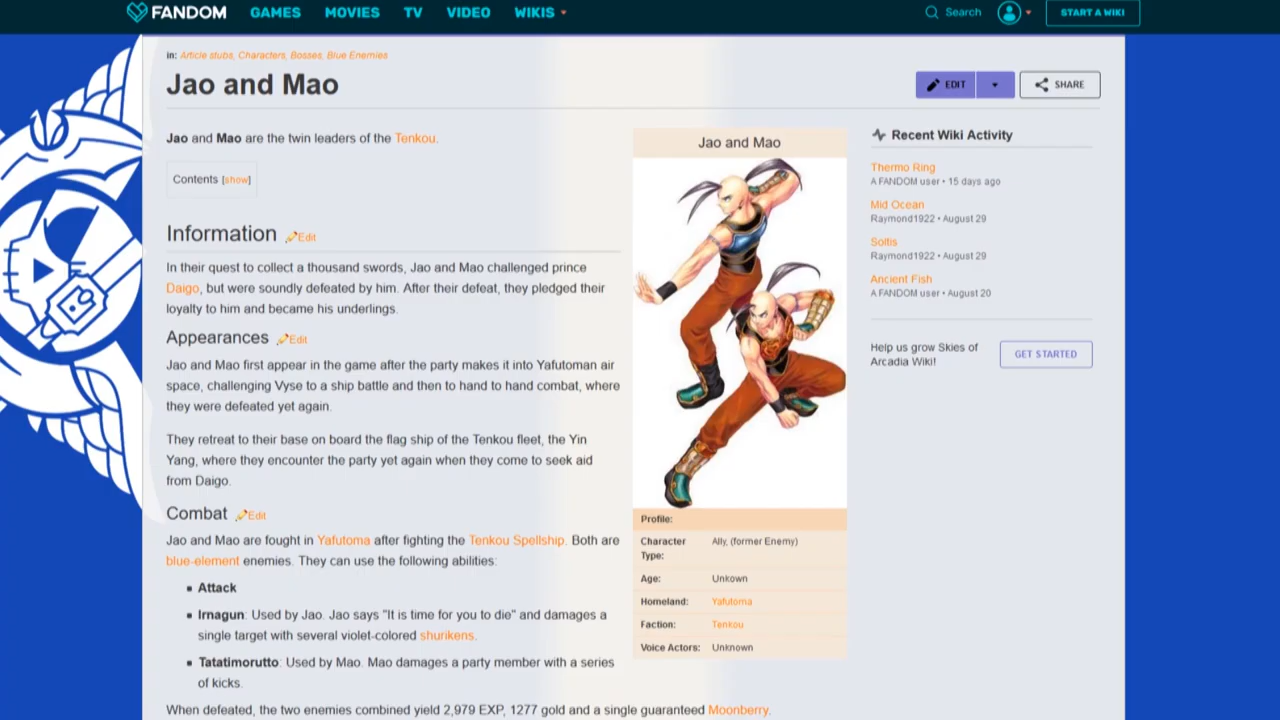 FANDOM GAMES MOVIES TV VIDEO WIKIS Search START A WIKI
in: Article stubs, Characters, Bosses, Blue Enemies
Jao and Mao
EDIT SHARE
Jao and Mao are the twin leaders of the Tenkou.
Contents [show]
Information Edit
In their quest to collect a thousand swords, Jao and Mao challenged prince
Daigo, but were soundly defeated by him. After their defeat, they pledged their
loyalty to him and became his underlings.
Appearances Edit
Jao and Mao first appear in the game after the party makes it into Yafutoman air
space, challenging Vyse to a ship battle and then to hand to hand combat, where
they were defeated yet again.
They retreat to their base on board the flag ship of the Tenkou fleet, the Yin
Yang, where they encounter the party yet again when they come to seek aid
from Daigo.
Combat Edit
Jao and Mao are fought in Yafutoma after fighting the Tenkou Spellship. Both are
blue-element enemies. They can use the following abilities:
Attack
Irnagun: Used by Jao. Jao says "It is time for you to die" and damages a
single target with several violet-colored shurikens.
Tatatimorutto: Used by Mao. Mao damages a party member with a series
of kicks.
When defeated, the two enemies combined yield 2,979 EXP, 1277 gold and a single guaranteed Moonberry.
Jao and Mao
Profile:
Character Type: Ally, (former Enemy)
Age: Unkown
Homeland: Yafutoma
Faction: Tenkou
Voice Actors: Unknown
Recent Wiki Activity
Thermo Ring
A FANDOM user • 15 days ago
Mid Ocean
Raymond1922 • August 29
Soltis
Raymond1922 • August 29
Ancient Fish
A FANDOM user • August 20
Help us grow Skies of
Arcadia Wiki!
GET STARTED